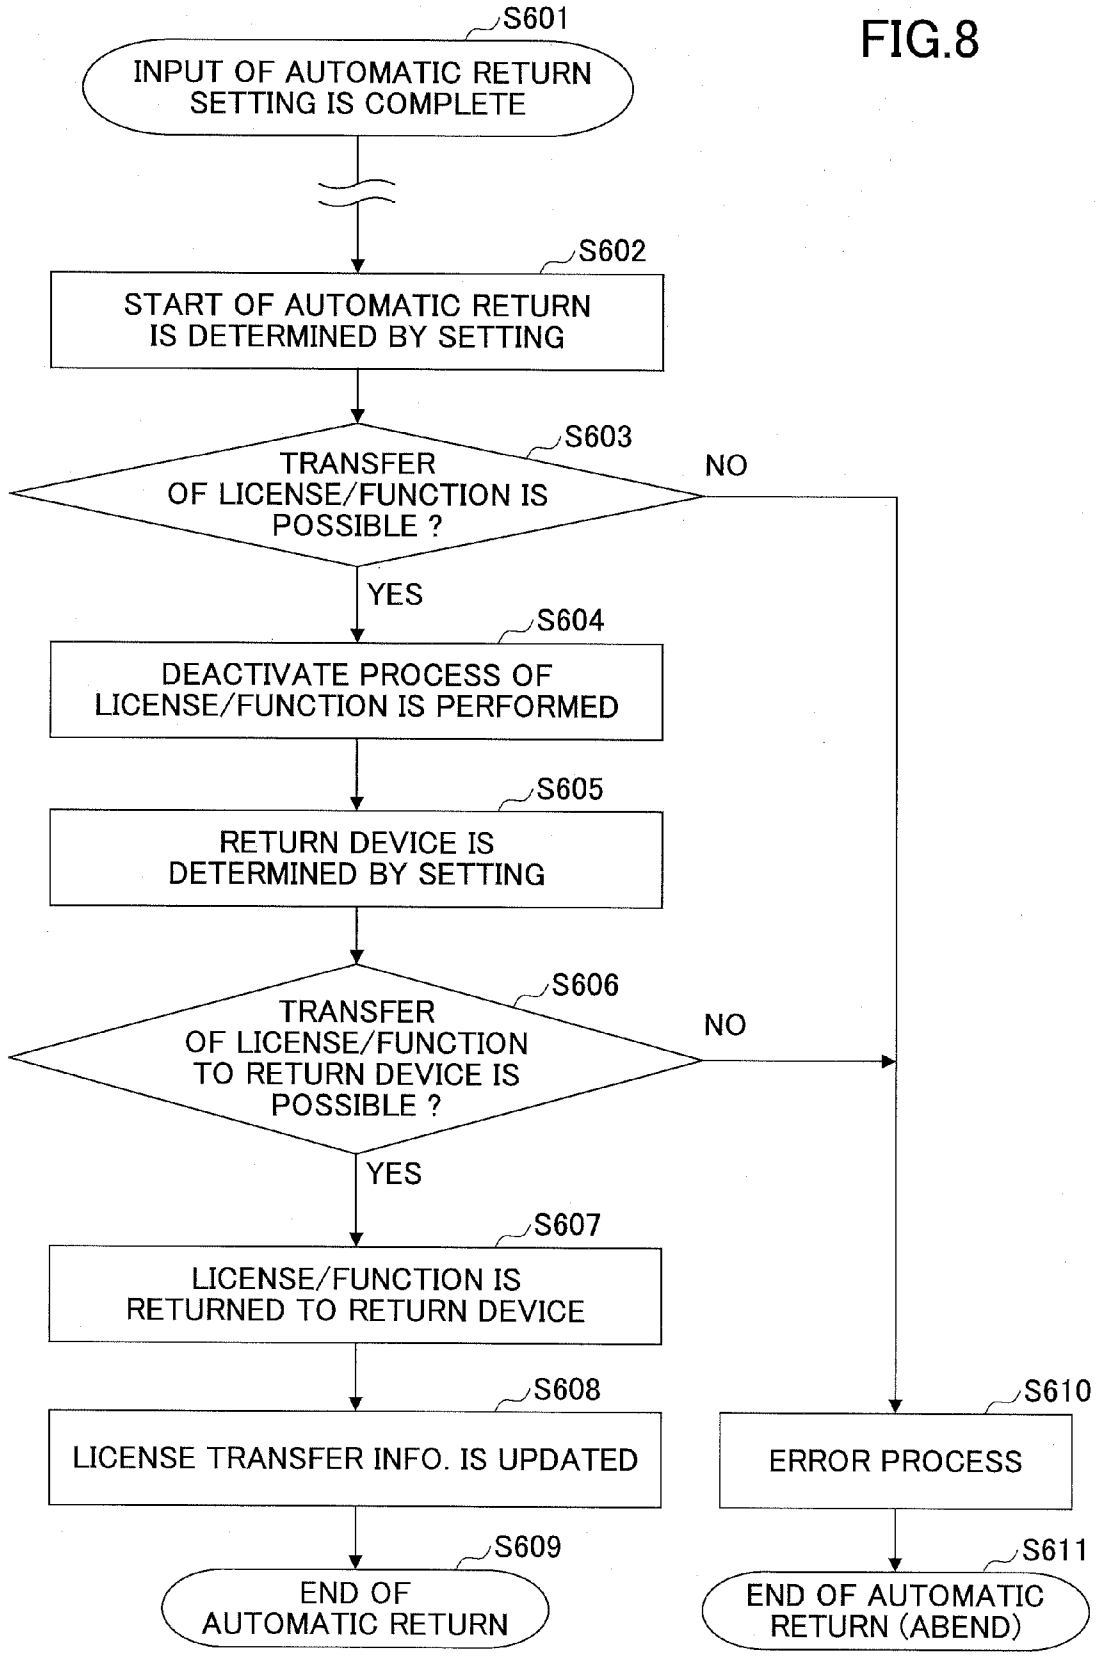 FIG.8
S601
INPUT OF AUTOMATIC RETURN
SETTING IS COMPLETE
S602
START OF AUTOMATIC RETURN
IS DETERMINED BY SETTING
S603
TRANSFER
OF LICENSE/FUNCTION IS
POSSIBLE ?
NO
YES
S604
DEACTIVATE PROCESS OF
LICENSE/FUNCTION IS PERFORMED
S605
RETURN DEVICE IS
DETERMINED BY SETTING
S606
TRANSFER
OF LICENSE/FUNCTION
TO RETURN DEVICE IS
POSSIBLE ?
NO
YES
S607
LICENSE/FUNCTION IS
RETURNED TO RETURN DEVICE
S608
LICENSE TRANSFER INFO. IS UPDATED
S609
END OF
AUTOMATIC RETURN
S610
ERROR PROCESS
S611
END OF AUTOMATIC
RETURN (ABEND)